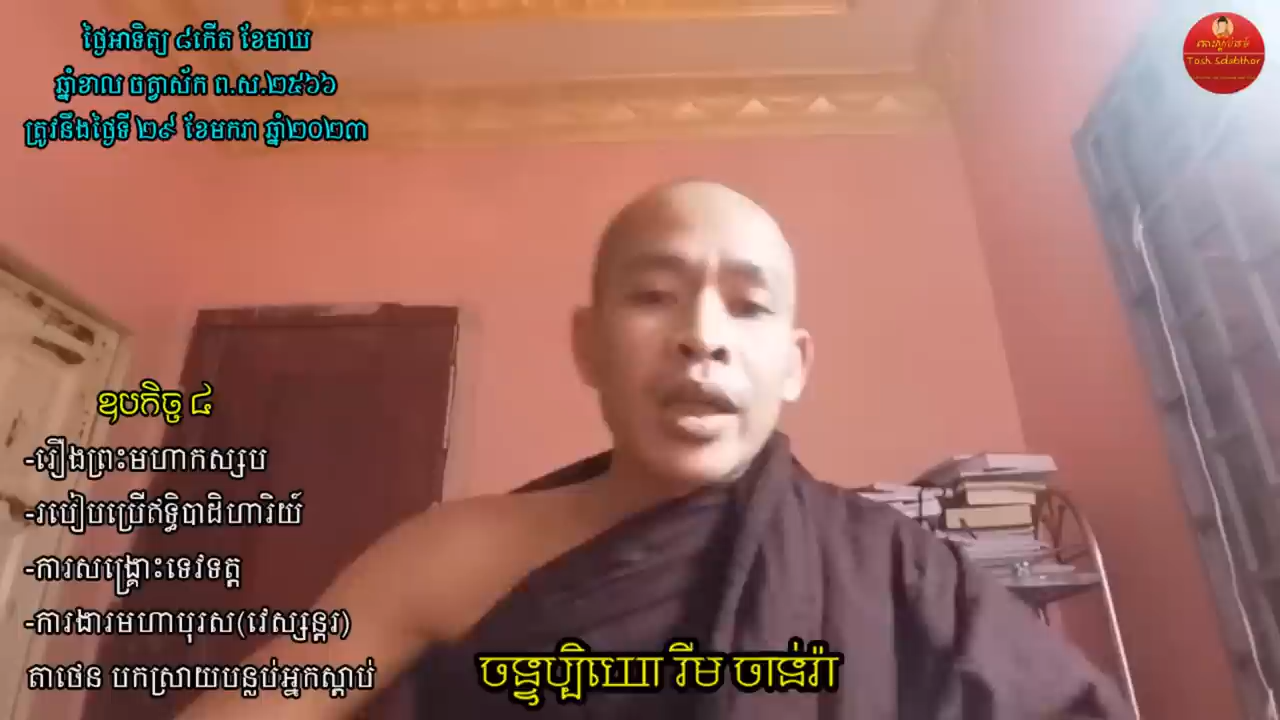 ថ្ងៃអាទិត្យ ៨កើត ខែមាឃ
ឆ្នាំខាល ចត្វាស័ក ព.ស.២៥៦៦
ត្រូវនឹងថ្ងៃទី ២៩ ខែមករា ឆ្នាំ២០២៣
Tosh Sdabthor
ឧបកិច្ច ៤
-រឿងព្រះមហាកស្សប
-របៀបប្រើឥទ្ធិបាដិហារិយ៍
-ការសង្គ្រោះទេវទត្ត
-ការងារមហាបុរស(វេស្សន្តរ)
តាថេន បកស្រាយបន្លប់អ្នកស្តាប់
ចន្ទប្បិយោ រឹម ចាន់រ៉ា